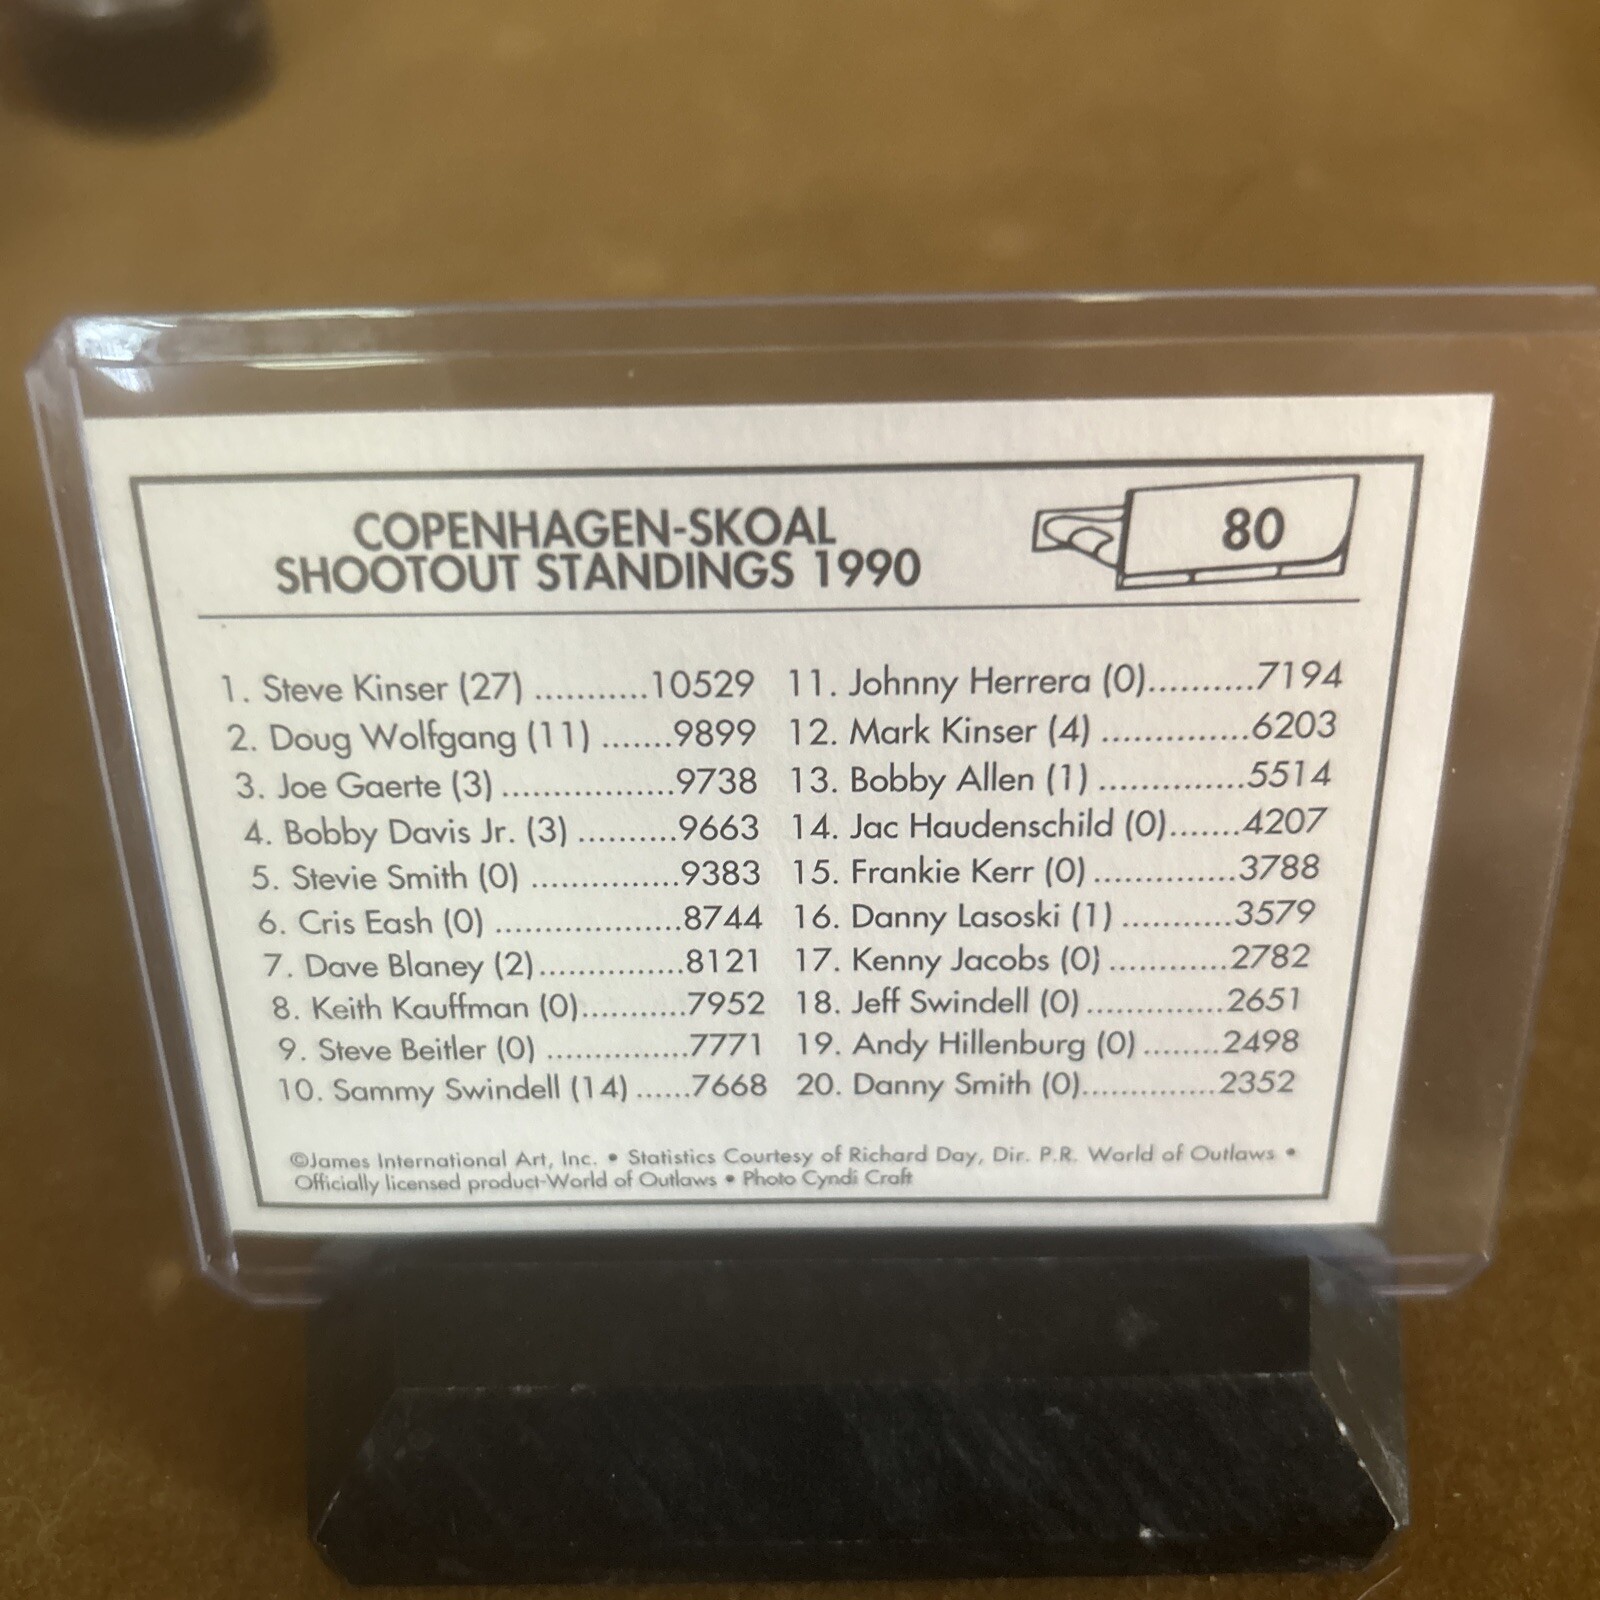 COPENHAGEN-SKOAL
SHOOTOUT STANDINGS 1990
80
1. Steve Kinser (27) ...........10529
2. Doug Wolfgang (11) .......9899
3. Joe Gaerte (3).................9738
4. Bobby Davis Jr. (3) ..........9663
5. Stevie Smith (0) ...............9383
6. Cris Eash (0) ...................8744
7. Dave Blaney (2)...............8121
8. Keith Kauffman (0)...........7952
9. Steve Beitler (0) ...............7771
10. Sammy Swindell (14) ......7668
11. Johnny Herrera (0)..........7194
12. Mark Kinser (4) ..............6203
13. Bobby Allen (1) ...............5514
14. Jac Haudenschild (0).......4207
15. Frankie Kerr (0)..............3788
16. Danny Lasoski (1) ...........3579
17. Kenny Jacobs (0) ............2782
18. Jeff Swindell (0)..............2651
19. Andy Hillenburg (0) ........2498
20. Danny Smith (0)..............2352
©James International Art, Inc. • Statistics Courtesy of Richard Day, Dir. P.R. World of Outlaws •
Officially licensed product-World of Outlaws • Photo Cyndi Craft